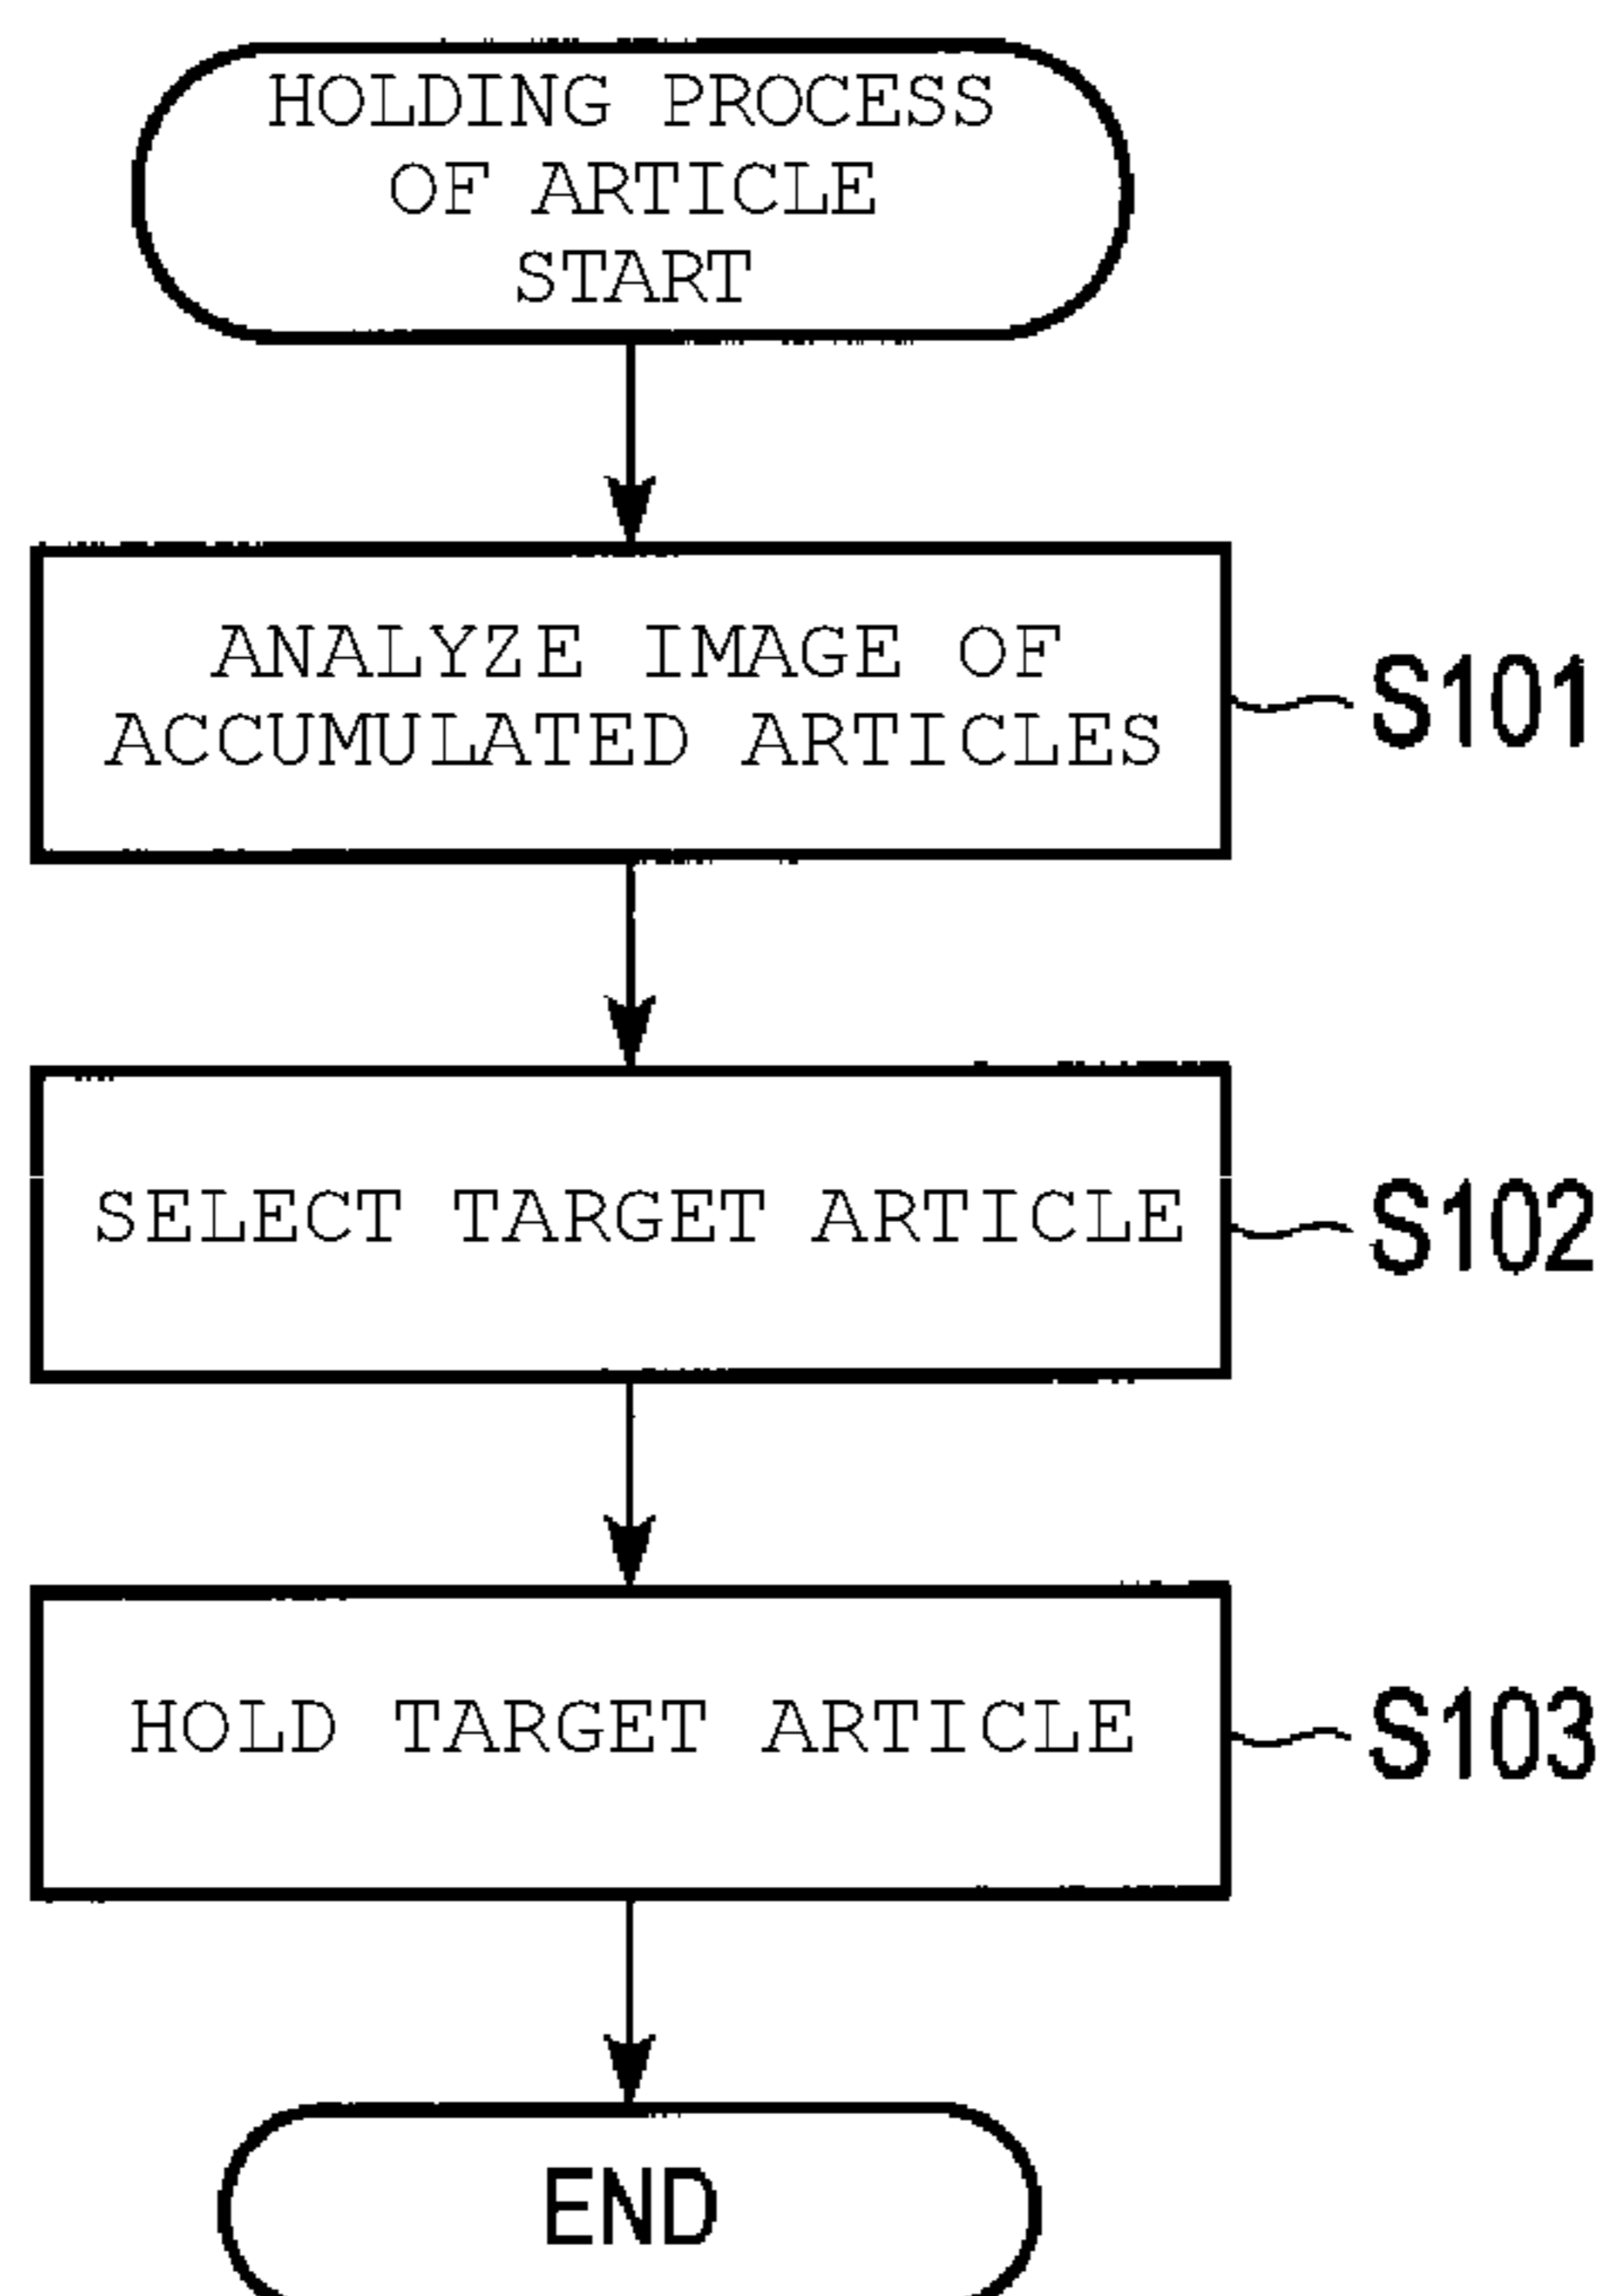 HOLDING PROCESS
OF ARTICLE
START
ANALYZE IMAGE OF
ACCUMULATED ARTICLES
S101
SELECT TARGET ARTICLE
S102
HOLD TARGET ARTICLE
S103
END